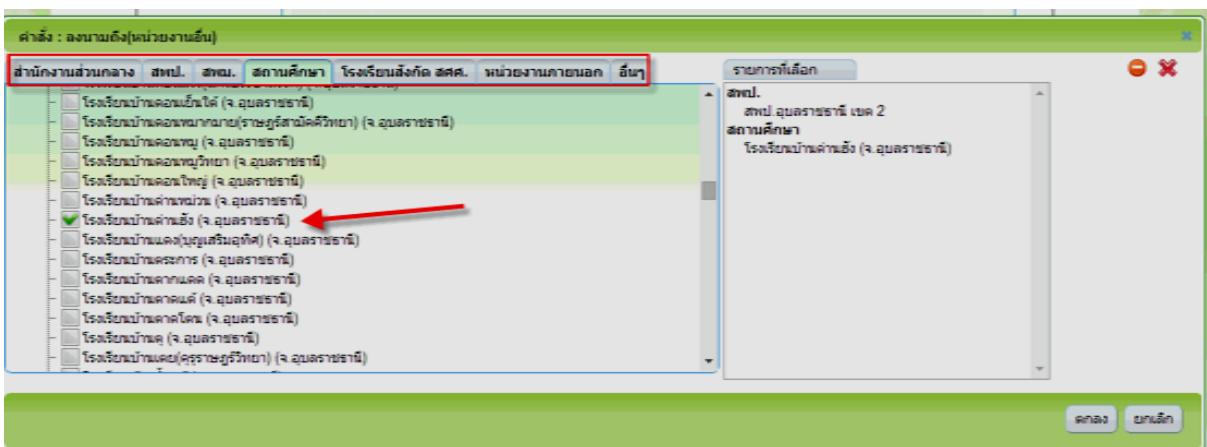 คำสั่ง : ลงนามถึง(หน่วยงานอื่น)
สำนักงานส่วนกลาง สพป. สพม. สถานศึกษา โรงเรียนสังกัด สศศ. หน่วยงานภายนอก อื่นๆ
รายการที่เลือก
โรงเรียนบ้านดอนเย็นใต้ (จ.อุบลราชธานี)
โรงเรียนบ้านดอนหมากมาย(ราษฎร์สามัคคีวิทยา) (จ.อุบลราชธานี)
โรงเรียนบ้านดอนหมู (จ.อุบลราชธานี)
โรงเรียนบ้านดอนหมูวิทยา (จ.อุบลราชธานี)
โรงเรียนบ้านดอนใหญ่ (จ.อุบลราชธานี)
โรงเรียนบ้านด่านหม่วน (จ.อุบลราชธานี)
โรงเรียนบ้านด่านฮัง (จ.อุบลราชธานี)
โรงเรียนบ้านแดง(บุญเสริมอุทิศ) (จ.อุบลราชธานี)
โรงเรียนบ้านตระการ (จ.อุบลราชธานี)
โรงเรียนบ้านตากแดด (จ.อุบลราชธานี)
โรงเรียนบ้านตาดแต้ (จ.อุบลราชธานี)
โรงเรียนบ้านตาดโตน (จ.อุบลราชธานี)
โรงเรียนบ้านตุ (จ.อุบลราชธานี)
โรงเรียนบ้านเตย(คุรุราษฎร์วิทยา) (จ.อุบลราชธานี)
สพป.
สพป.อุบลราชธานี เขต 2
สถานศึกษา
โรงเรียนบ้านด่านฮัง (จ.อุบลราชธานี)
ตกลง ยกเลิก